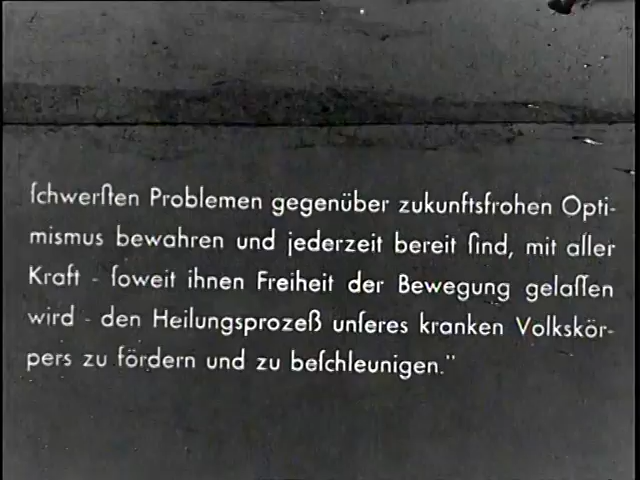 ſchwerſten Problemen gegenüber zukunftsfrohen Opti-
mismus bewahren und jederzeit bereit ſind, mit aller
Kraft - ſoweit ihnen Freiheit der Bewegung gelaſſen
wird - den Heilungsprozeß unſeres kranken Volkskör-
pers zu fördern und zu beſchleunigen."